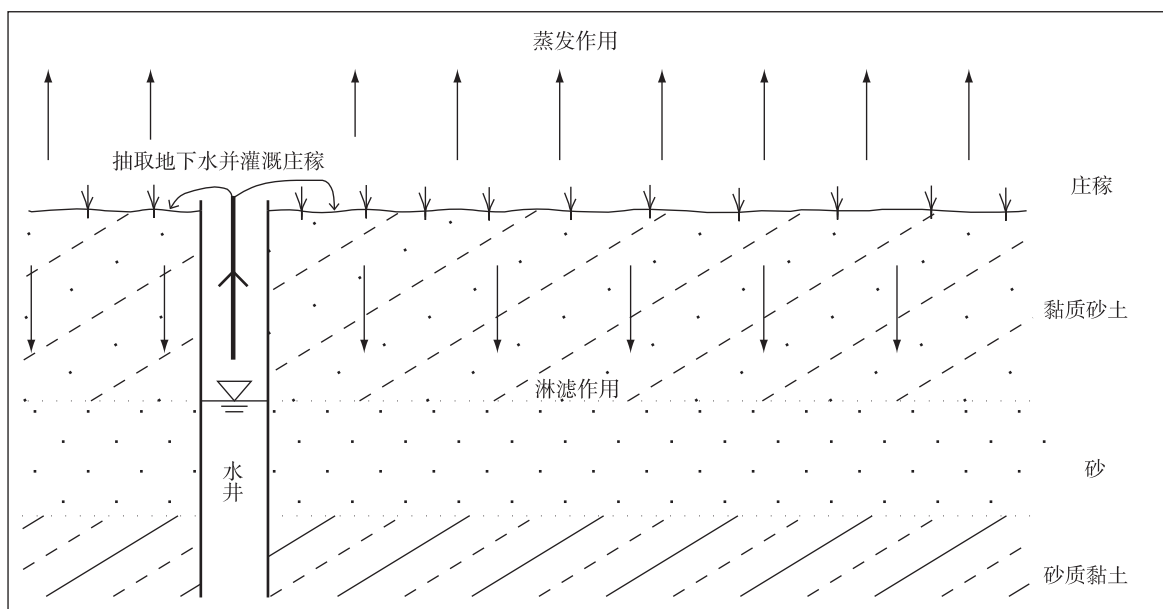 蒸发作用
抽取地下水并灌溉庄稼
庄稼
黏质砂土
淋滤作用
水井
砂
砂质黏土